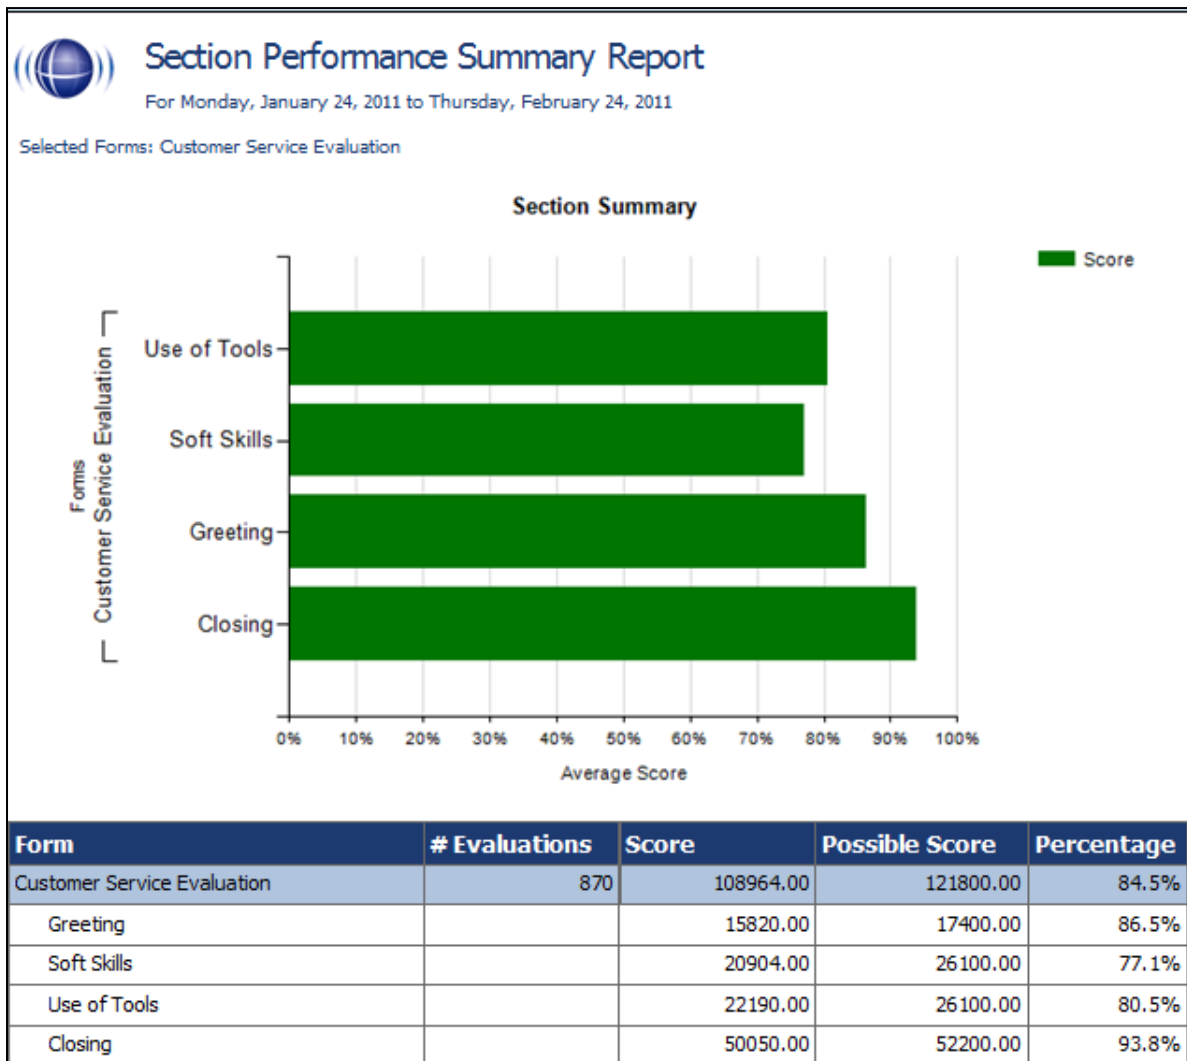 Section Performance Summary Report
For Monday, January 24, 2011 to Thursday, February 24, 2011
Selected Forms: Customer Service Evaluation
Section Summary
Score
Forms
Customer Service Evaluation
Use of Tools
Soft Skills
Greeting
Closing
0% 10% 20% 30% 40% 50% 60% 70% 80% 90% 100%
Average Score
Form # Evaluations Score Possible Score Percentage
Customer Service Evaluation 870 108964.00 121800.00 84.5%
Greeting 15820.00 17400.00 86.5%
Soft Skills 20904.00 26100.00 77.1%
Use of Tools 22190.00 26100.00 80.5%
Closing 50050.00 52200.00 93.8%